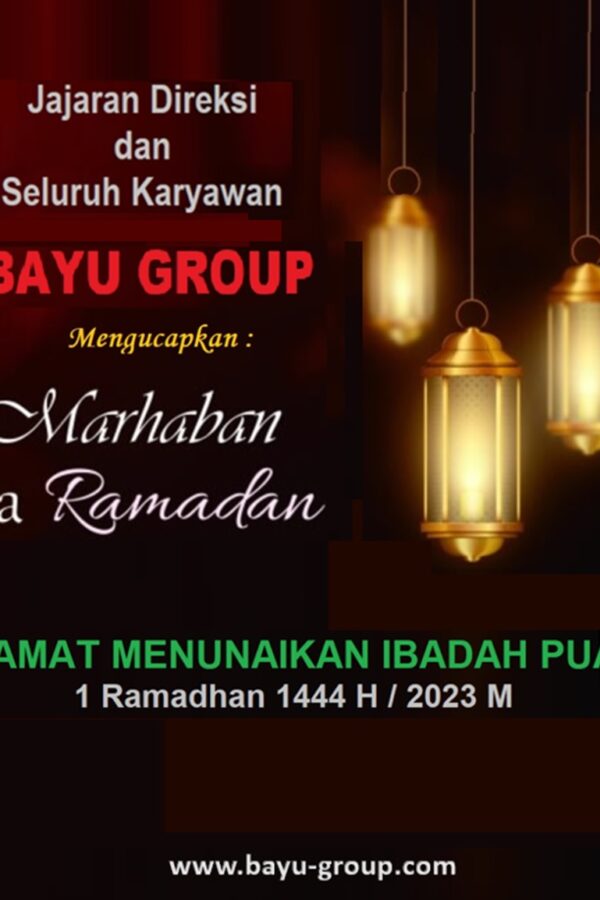 Jajaran Direksi
dan
Seluruh Karyawan
BAYU GROUP
Mengucapkan :
Marhaban
a Ramadan
AMAT MENUNAIKAN IBADAH PUA
1 Ramadhan 1444 H / 2023 M
www.bayu-group.com